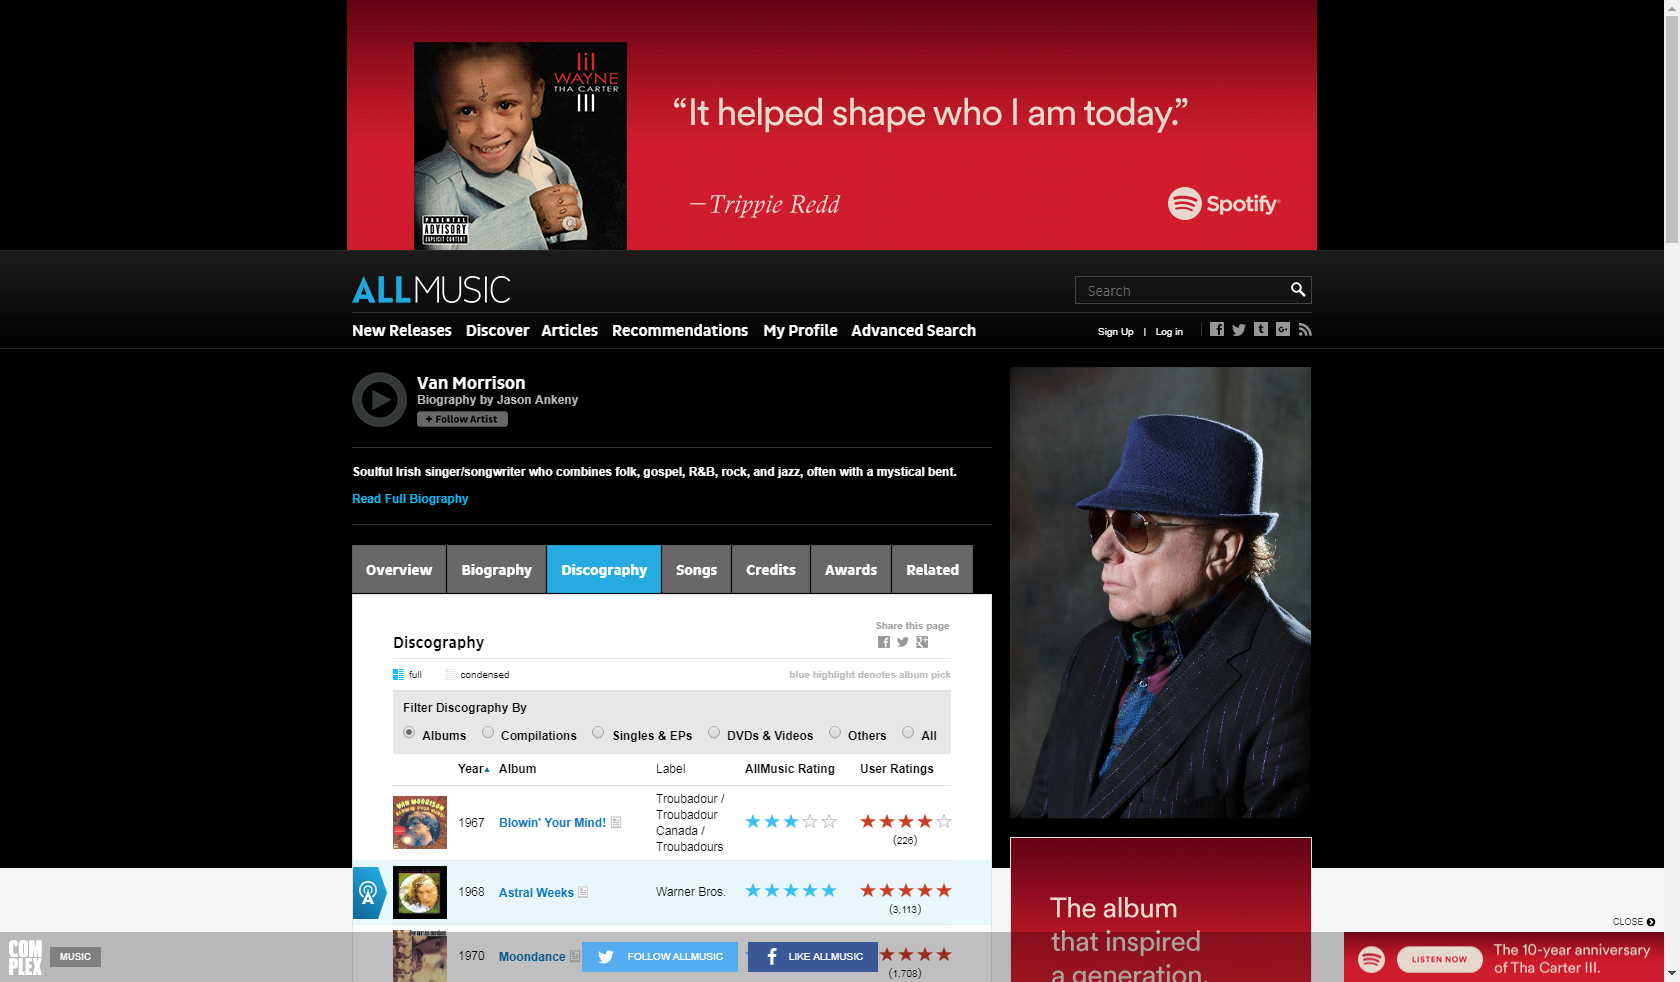 lil
WAYNE
THA CARTER
III
PARENTAL
ADVISORY
EXPLICIT CONTENT
“It helped shape who I am today.”
—Trippie Redd
Spotify
ALLMUSIC
Search
New Releases Discover Articles Recommendations My Profile Advanced Search
Sign Up | Log in
Van Morrison
Biography by Jason Ankeny
+ Follow Artist
Soulful Irish singer/songwriter who combines folk, gospel, R&B, rock, and jazz, often with a mystical bent.
Read Full Biography
Overview Biography Discography Songs Credits Awards Related
Share this page
Discography
full condensed blue highlight denotes album pick
Filter Discography By
Albums Compilations Singles & EPs DVDs & Videos Others All
Year Album Label AllMusic Rating User Ratings
VAN MORRISON
1967 Blowin' Your Mind! Troubadour /
Troubadour
Canada /
Troubadours
(226)
1968 Astral Weeks Warner Bros.
(3,113)
1970 Moondance
(1,708)
The album
that inspired
a generation.
CLOSE
COMPLEX
MUSIC
FOLLOW ALLMUSIC
LIKE ALLMUSIC
LISTEN NOW
The 10-year anniversary
of Tha Carter III.